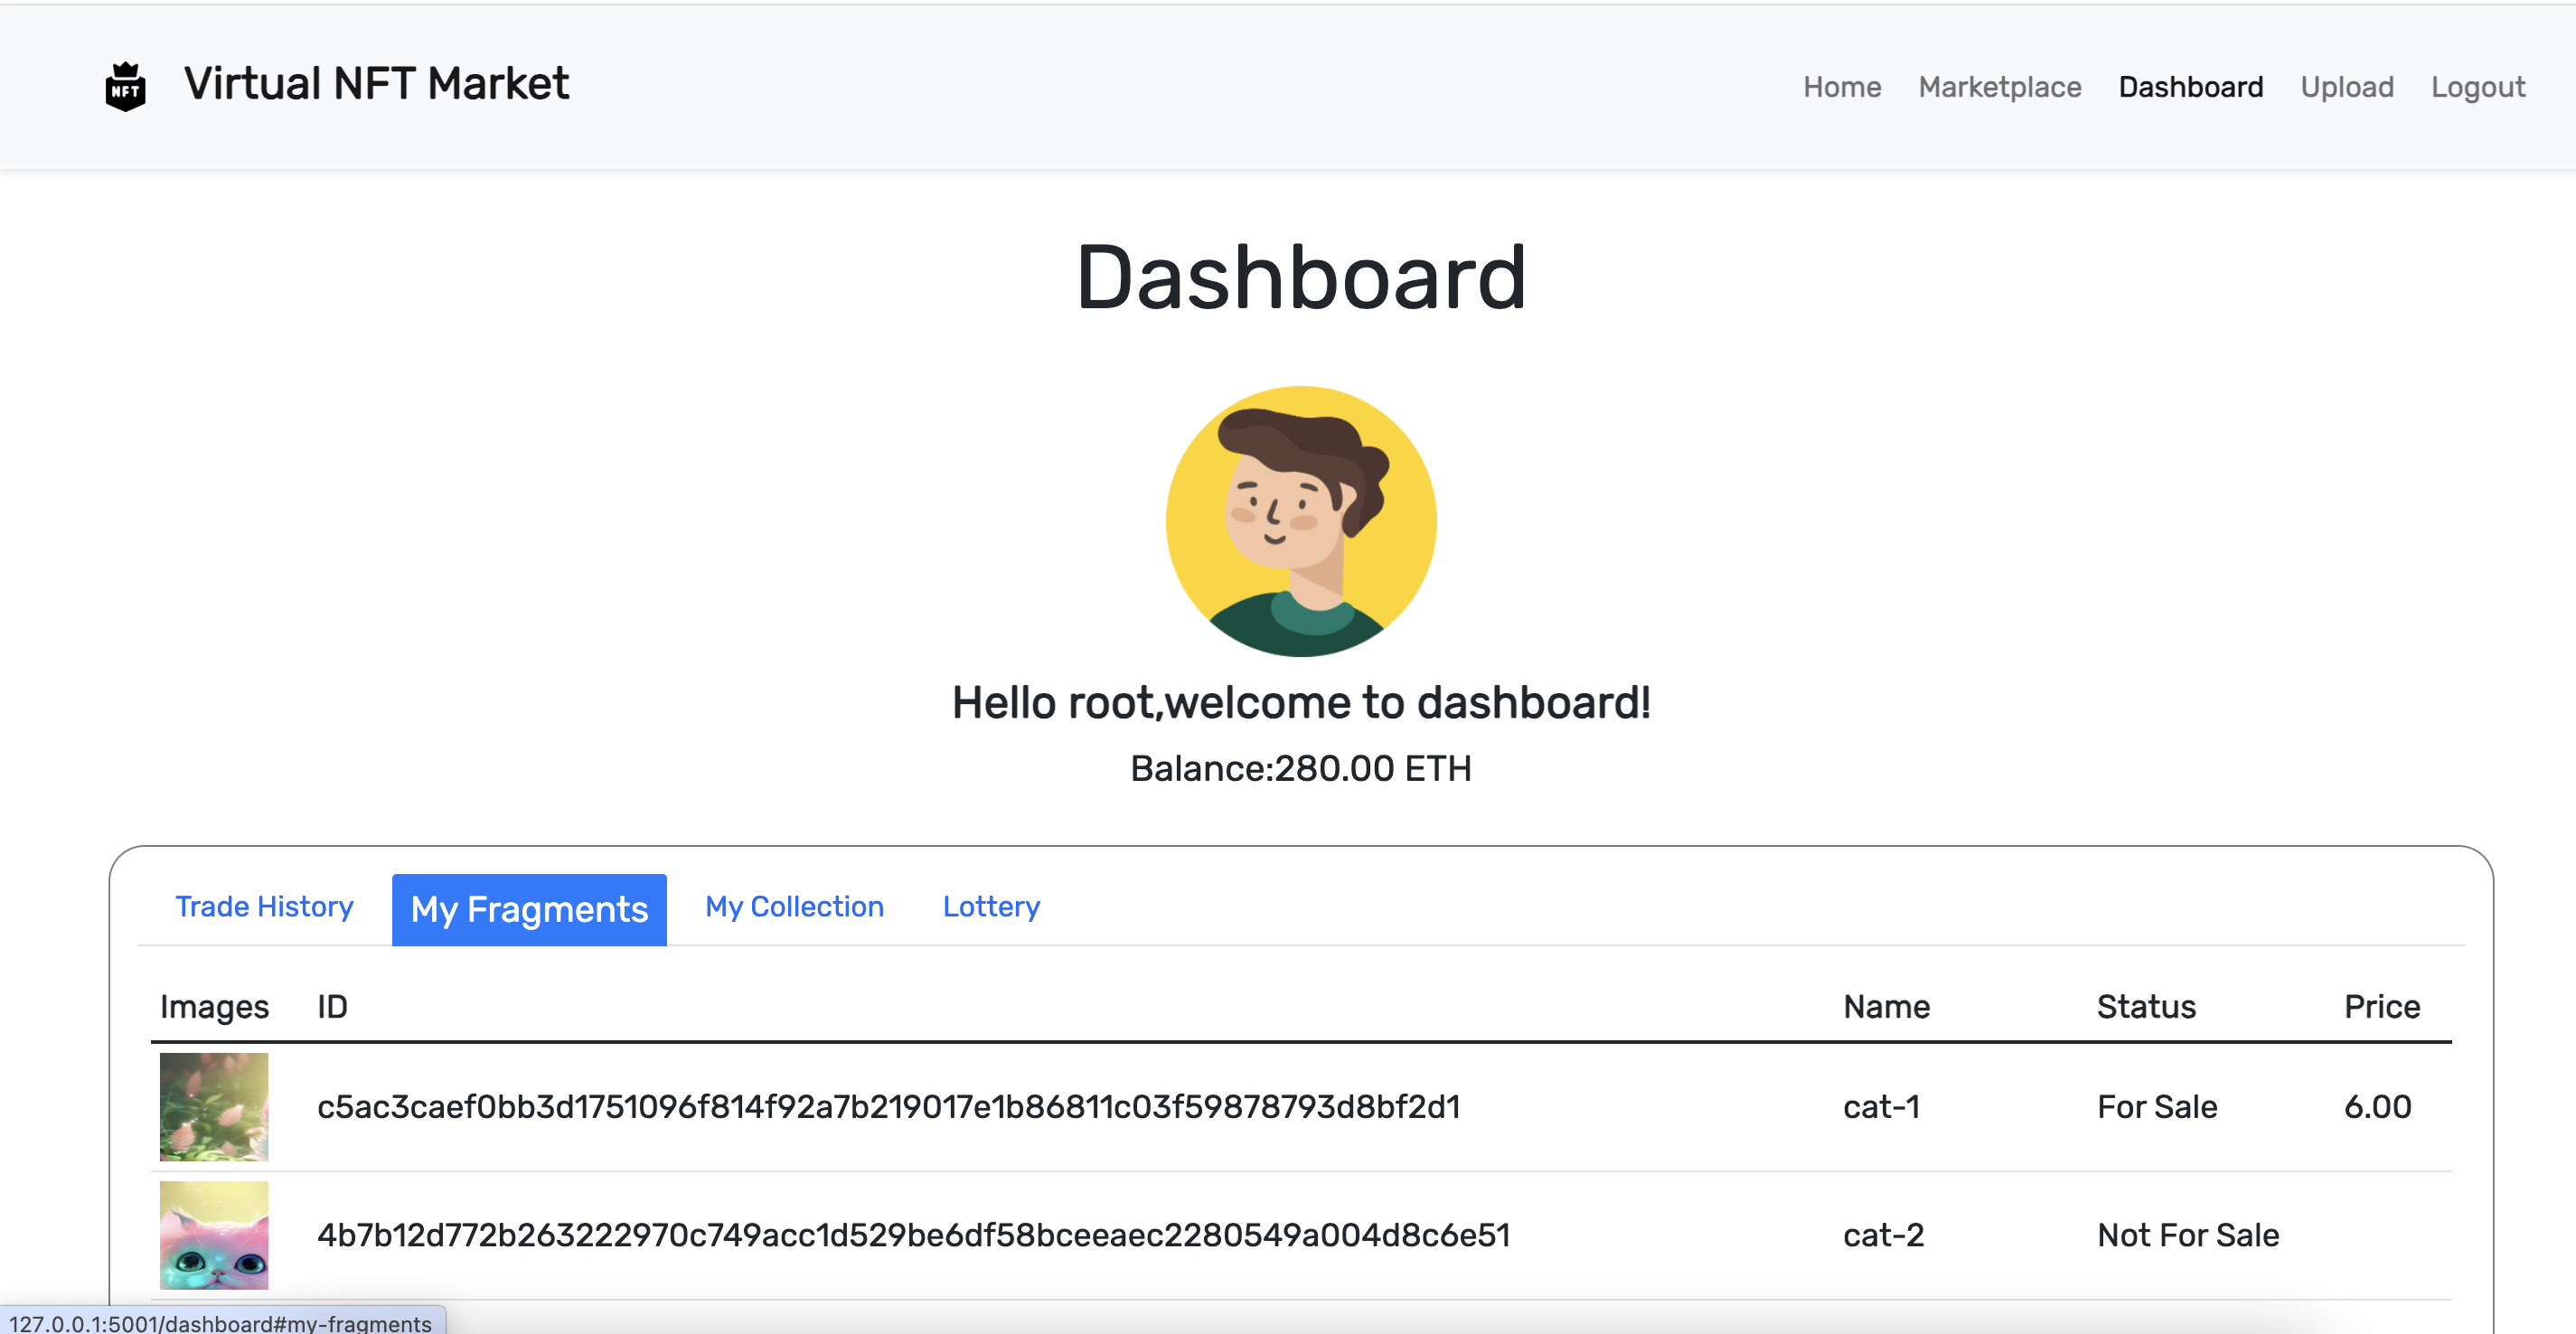 NFT
Virtual NFT Market
Home Marketplace Dashboard Upload Logout
Dashboard
Hello root,welcome to dashboard!
Balance:280.00 ETH
Trade History My Fragments My Collection Lottery
Images ID Name Status Price
c5ac3caef0bb3d1751096f814f92a7b219017e1b86811c03f59878793d8bf2d1 cat-1 For Sale 6.00
4b7b12d772b263222970c749acc1d529be6df58bceeaec2280549a004d8c6e51 cat-2 Not For Sale
127.0.0.1:5001/dashboard#my-fragments